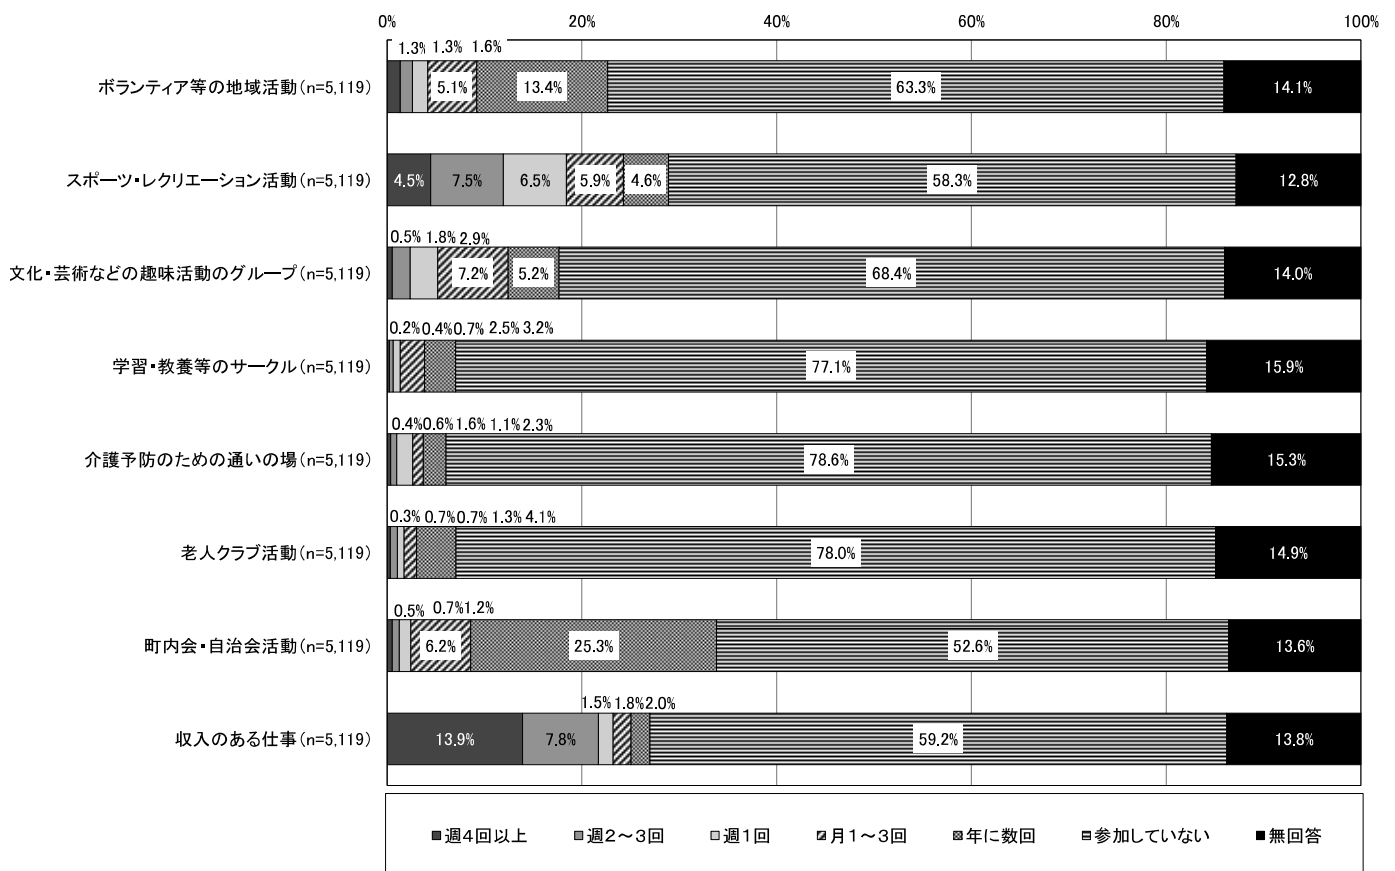 0% 20% 40% 60% 80% 100%
1.3% 1.3% 1.6%
ボランティア等の地域活動(n=5,119) 5.1% 13.4% 63.3% 14.1%
スポーツ・レクリエーション活動(n=5,119) 4.5% 7.5% 6.5% 5.9% 4.6% 58.3% 12.8%
0.5% 1.8% 2.9%
文化・芸術などの趣味活動のグループ(n=5,119) 7.2% 5.2% 68.4% 14.0%
0.2% 0.4% 0.7% 2.5% 3.2%
学習・教養等のサークル(n=5,119) 77.1% 15.9%
0.4% 0.6% 1.6% 1.1% 2.3%
介護予防のための通いの場(n=5,119) 78.6% 15.3%
0.3% 0.7% 0.7% 1.3% 4.1%
老人クラブ活動(n=5,119) 78.0% 14.9%
0.5% 0.7% 1.2%
町内会・自治会活動(n=5,119) 6.2% 25.3% 52.6% 13.6%
1.5% 1.8% 2.0%
収入のある仕事(n=5,119) 13.9% 7.8% 59.2% 13.8%
週4回以上 週2~3回 週1回 月1~3回 年に数回 参加していない 無回答